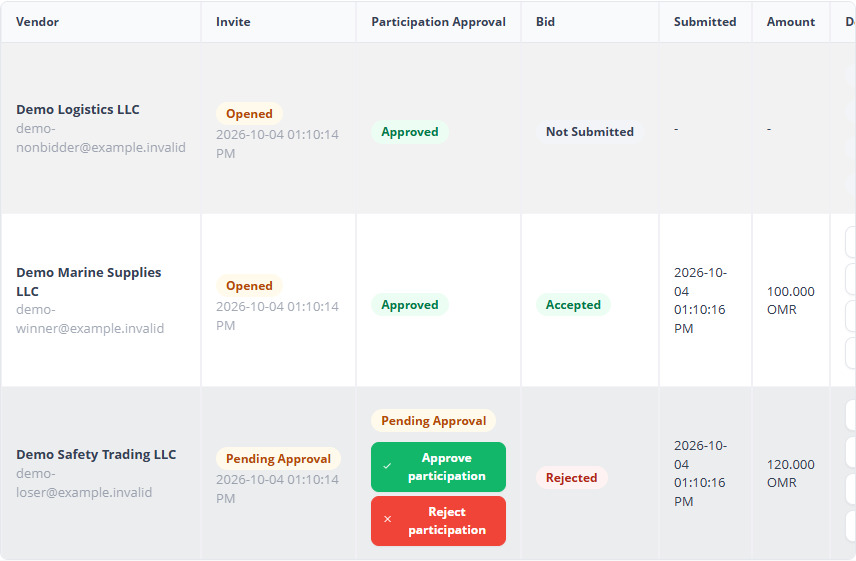 Vendor
Invite
Participation Approval
Bid
Submitted
Amount
Demo Logistics LLC
demo-
nonbidder@example.invalid
Opened
2026-10-04 01:10:14
PM
Approved
Not Submitted
-
-
Demo Marine Supplies
LLC
demo-
winner@example.invalid
Opened
2026-10-04 01:10:14
PM
Approved
Accepted
2026-10-
04
01:10:16
PM
100.000
OMR
Demo Safety Trading LLC
demo-
loser@example.invalid
Pending Approval
2026-10-04 01:10:14
PM
Pending Approval
Approve
participation
Reject
participation
Rejected
2026-10-
04
01:10:16
PM
120.000
OMR